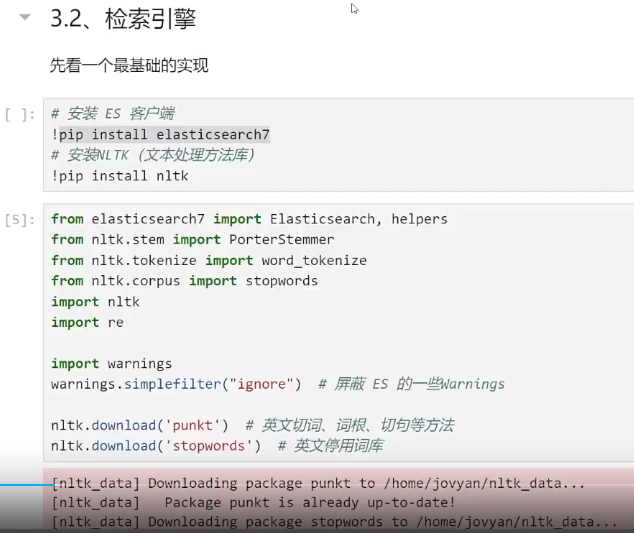 3.2、检索引擎
先看一个最基础的实现
[ ]:
# 安装 ES 客户端
!pip install elasticsearch7
# 安装NLTK（文本处理方法库）
!pip install nltk
[5]:
from elasticsearch7 import Elasticsearch, helpers
from nltk.stem import PorterStemmer
from nltk.tokenize import word_tokenize
from nltk.corpus import stopwords
import nltk
import re
import warnings
warnings.simplefilter("ignore")  # 屏蔽 ES 的一些Warnings
nltk.download('punkt')  # 英文切词、词根、切句等方法
nltk.download('stopwords')  # 英文停用词库
[nltk_data] Downloading package punkt to /home/jovyan/nltk_data...
[nltk_data]   Package punkt is already up-to-date!
[nltk_data] Downloading package stopwords to /home/jovyan/nltk_data...